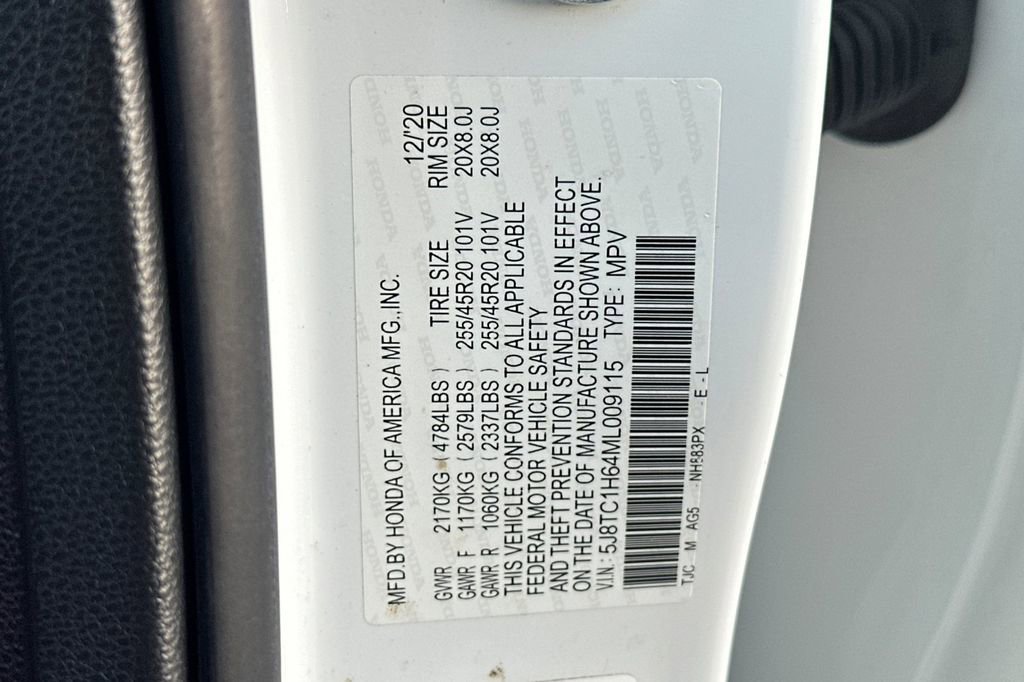 MFD.BY HONDA OF AMERICA MFG.,INC. 12/'20
GVWR 2170KG ( 4784LBS ) TIRE SIZE RIM SIZE
GAWR F 1170KG ( 2579LBS ) 255/45R20 101V 20X8.0J
GAWR R 1060KG ( 2337LBS ) 255/45R20 101V 20X8.0J
THIS VEHICLE CONFORMS TO ALL APPLICABLE
FEDERAL MOTOR VEHICLE SAFETY
AND THEFT PREVENTION STANDARDS IN EFFECT
ON THE DATE OF MANUFACTURE SHOWN ABOVE.
V.I.N.: 5J8TC1H64ML009115 TYPE: MPV
TJC - M AG5 - NH883PX - E - L